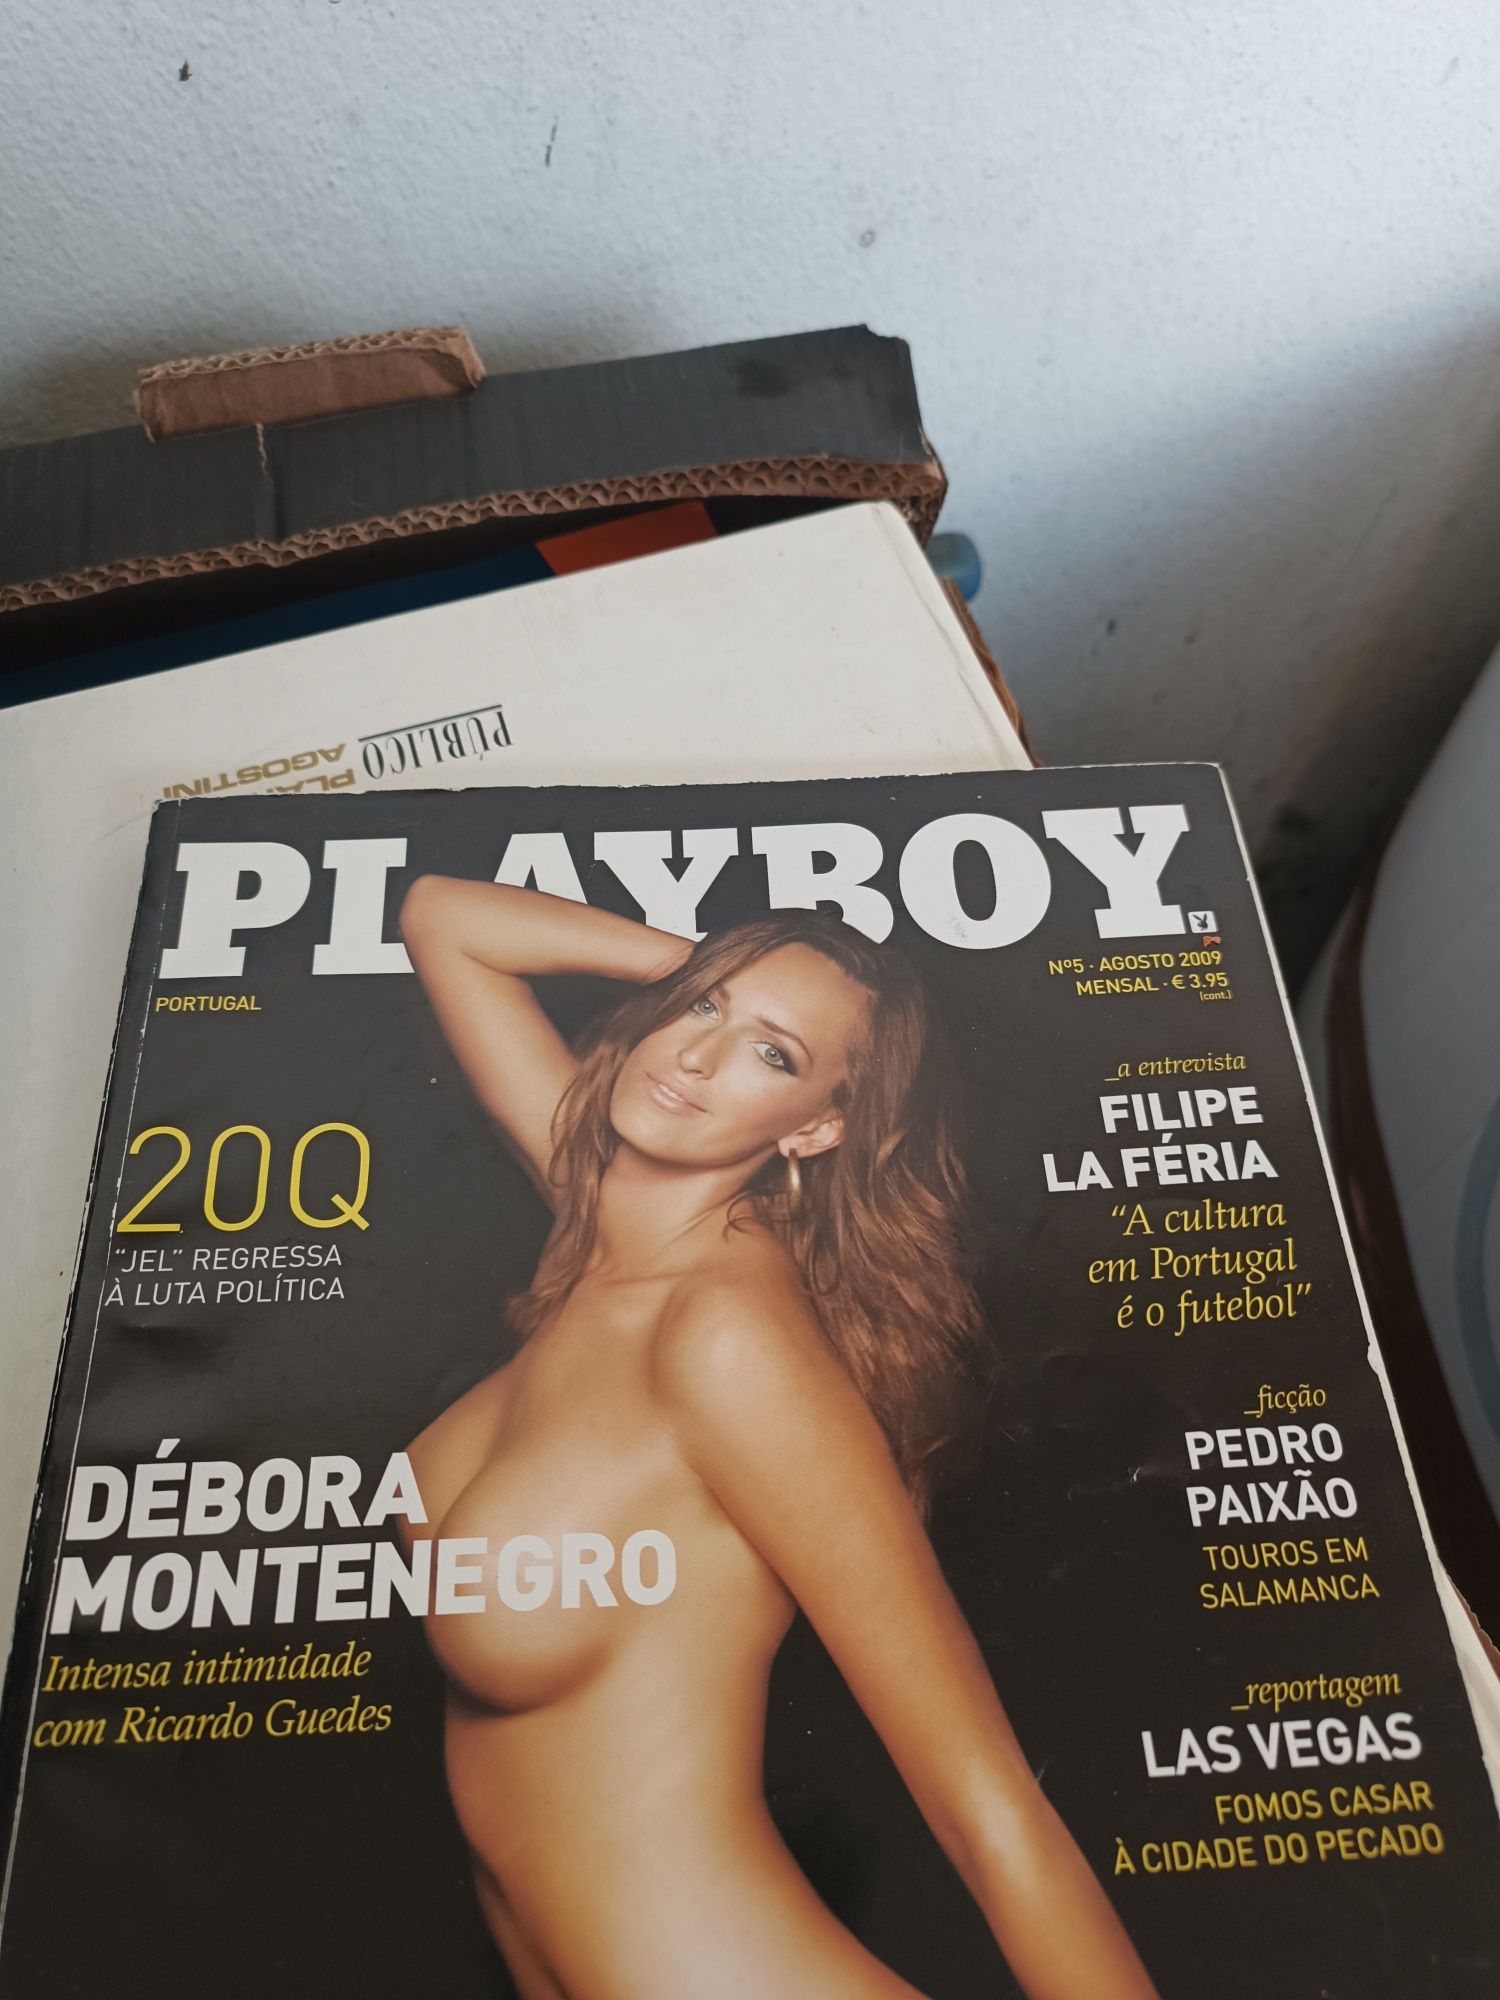 PÚBLICO
PLA
AGOSTINI
PLAYBOY
PORTUGAL
Nº5 · AGOSTO 2009
MENSAL · € 3.95
(cont.)
20Q
"JEL" REGRESSA
À LUTA POLÍTICA
DÉBORA
MONTENEGRO
Intensa intimidade
com Ricardo Guedes
_a entrevista
FILIPE
LA FÉRIA
"A cultura
em Portugal
é o futebol"
_ficção
PEDRO
PAIXÃO
TOUROS EM
SALAMANCA
_reportagem
LAS VEGAS
FOMOS CASAR
À CIDADE DO PECADO